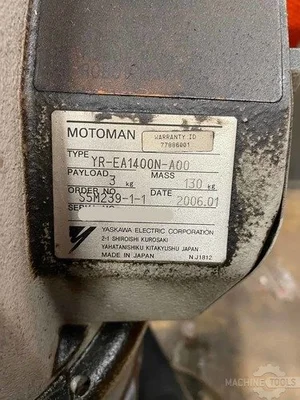 MOTOMAN
WARRANTY ID
77886001
TYPE YR-EA1400N-A00
PAYLOAD 3 kg MASS 130 kg
ORDER NO S5M239-1-1 DATE 2006.01
YASKAWA ELECTRIC CORPORATION
2-1 SHIROISHI KUROSAKI
YAHATANISHIKU KITAKYUSHU JAPAN
MADE IN JAPAN NJ1812
MACHINE TOOLS